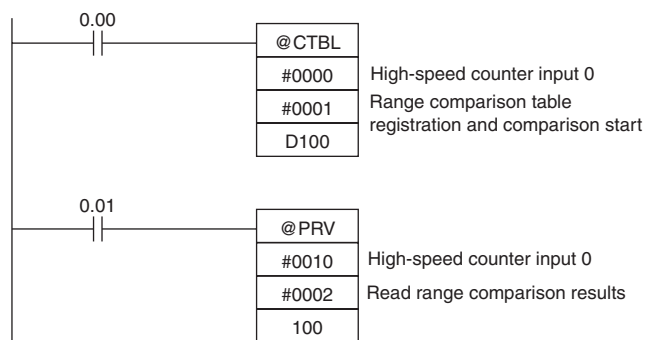 0.00
@CTBL
#0000 High-speed counter input 0
#0001 Range comparison table
registration and comparison start
D100
0.01
@PRV
#0010 High-speed counter input 0
#0002 Read range comparison results
100